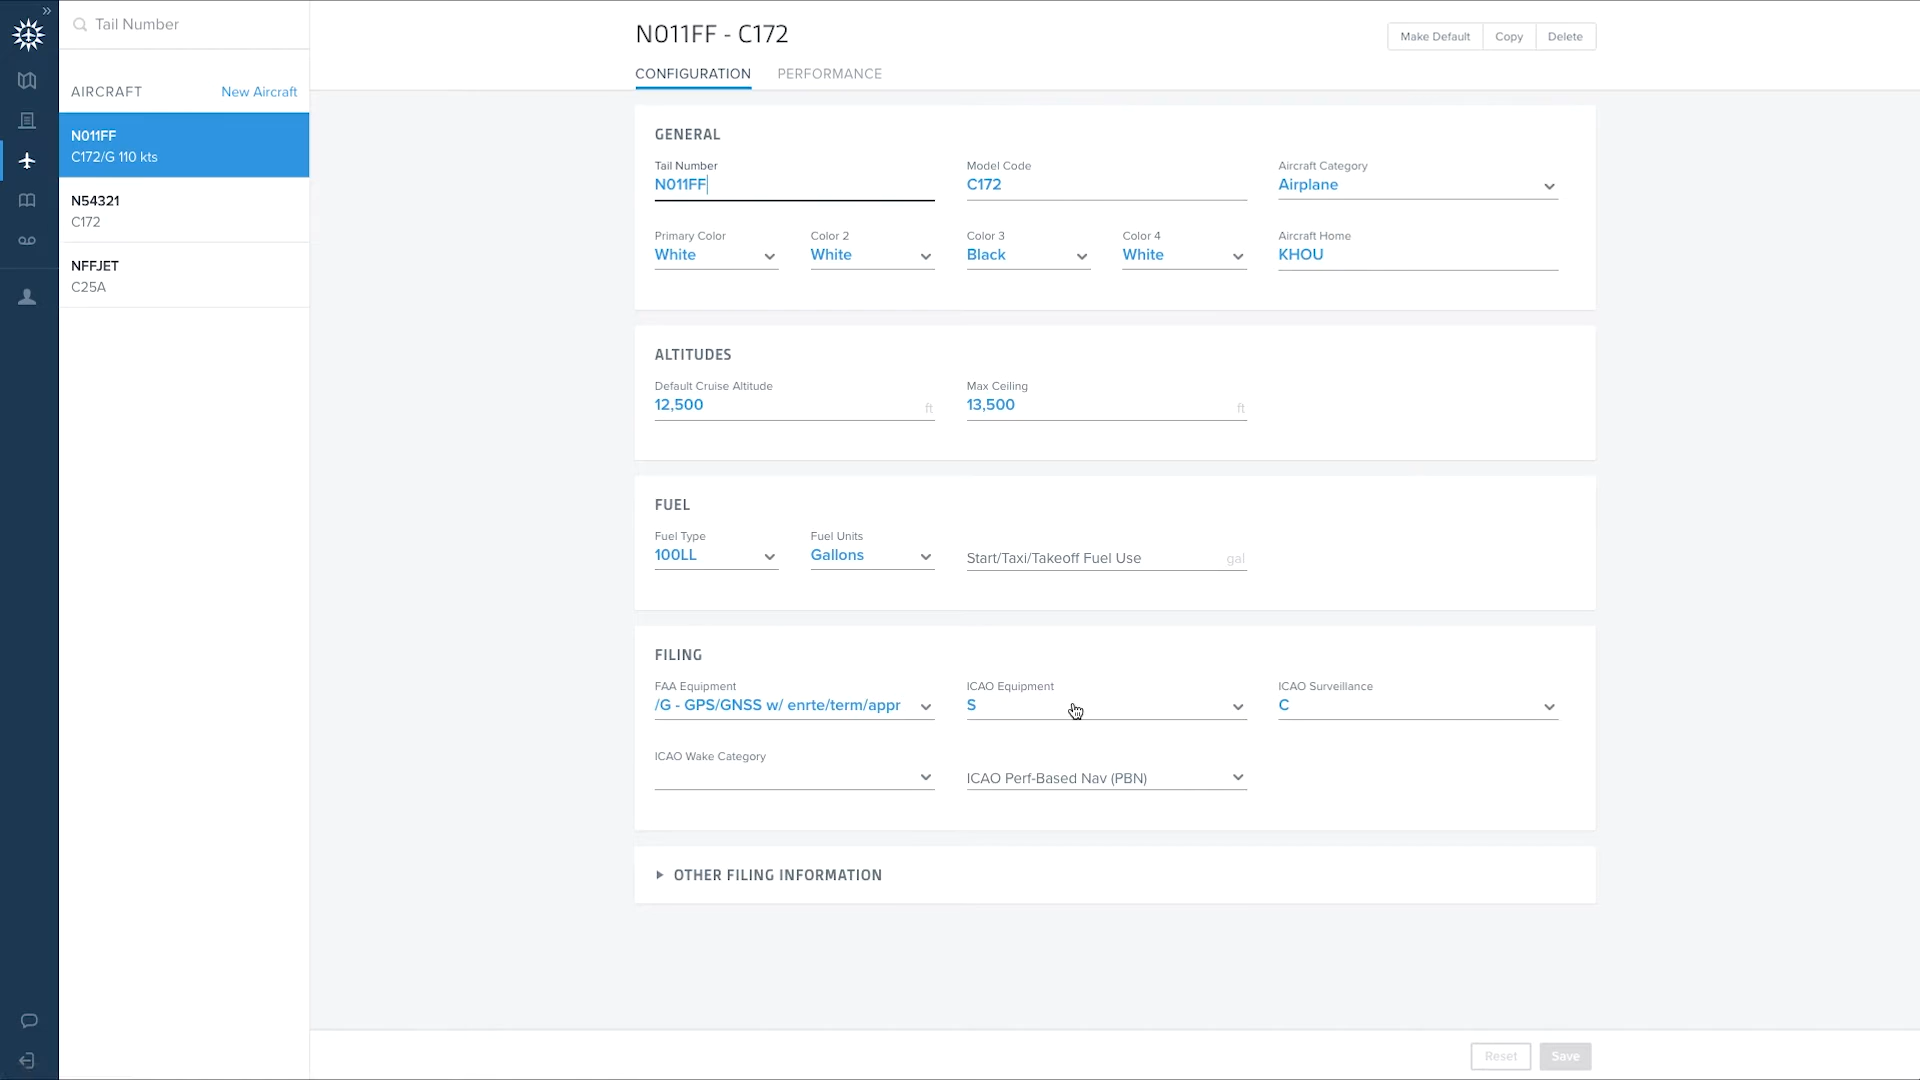 »
Tail Number
AIRCRAFT New Aircraft
N011FF
C172/G 110 kts
N54321
C172
NFFJET
C25A
N011FF - C172
Make Default Copy Delete
CONFIGURATION PERFORMANCE
GENERAL
Tail Number Model Code Aircraft Category
N011FF C172 Airplane
Primary Color Color 2 Color 3 Color 4 Aircraft Home
White White Black White KHOU
ALTITUDES
Default Cruise Altitude Max Ceiling
12,500 ft 13,500 ft
FUEL
Fuel Type Fuel Units
100LL Gallons Start/Taxi/Takeoff Fuel Use gal
FILING
FAA Equipment ICAO Equipment ICAO Surveillance
/G - GPS/GNSS w/ enrte/term/appr S C
ICAO Wake Category
ICAO Perf-Based Nav (PBN)
OTHER FILING INFORMATION
Reset Save